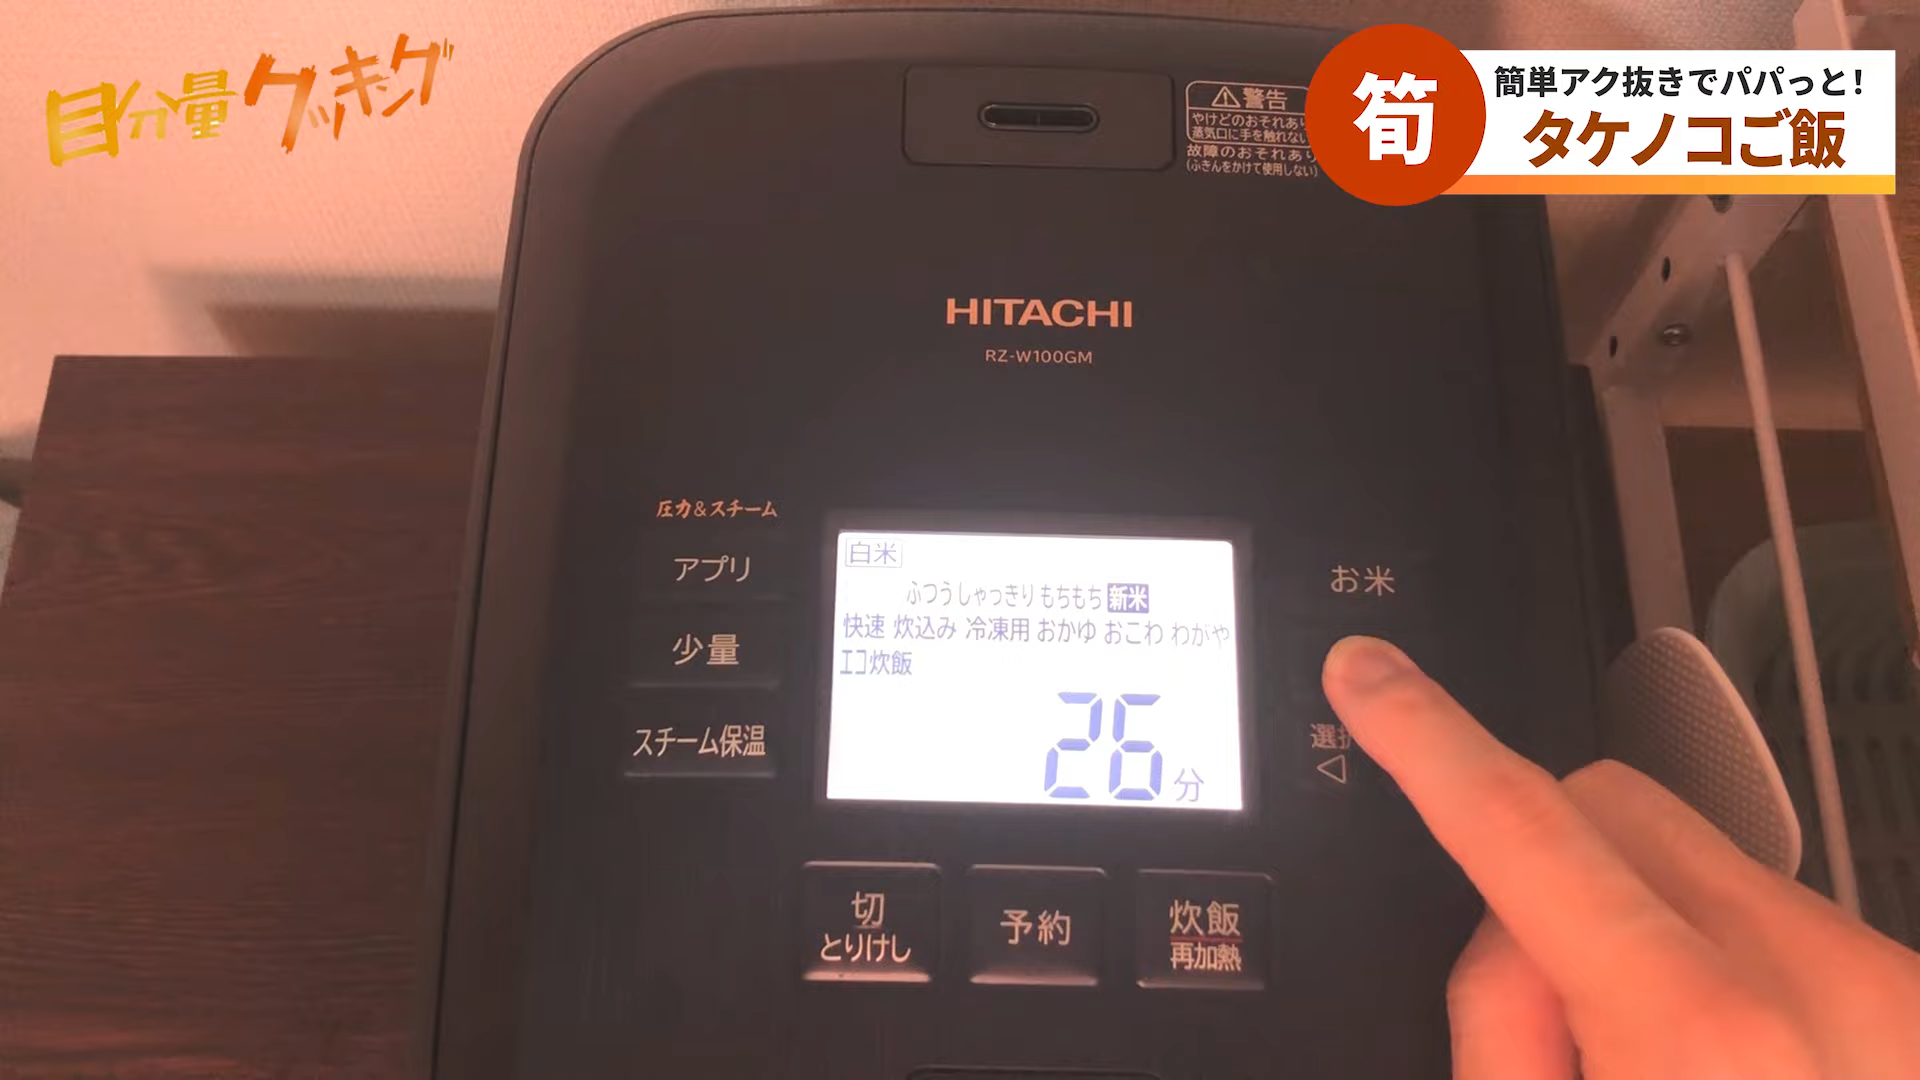 目分量クッキング
筍
簡単アク抜きでパパっと!
タケノコご飯
警告
やけどのおそれあり
蒸気口に手を触れない
故障のおそれあり
(ふきんをかけて使用しない)
HITACHI
RZ-W100GM
圧力&スチーム
アプリ
少量
スチーム保温
白米
ふつう しゃっきり もちもち 新米
快速 炊込み 冷凍用 おかゆ おこわ わがや
エコ炊飯
26分
お米
選択
切
とりけし
予約
炊飯
再加熱